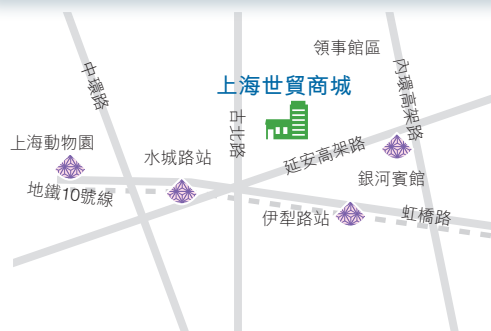 領事館區
中環路
內環高架路
上海世貿商城
古北路
上海動物園
水城路站
延安高架路
銀河賓館
地鐵10號線
伊犁路站
虹橋路